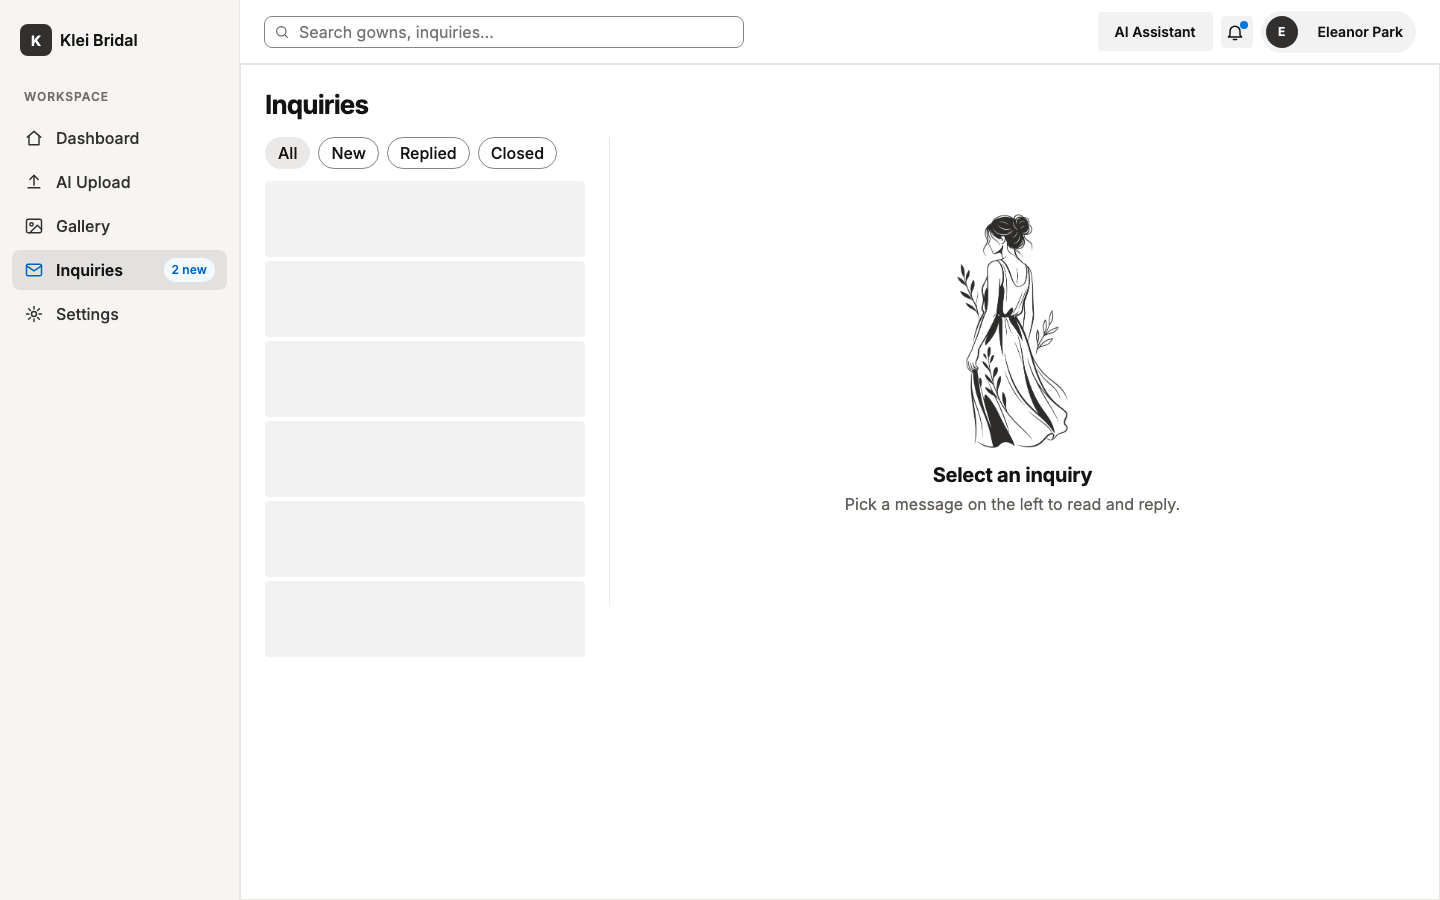 K
Klei Bridal
Search gowns, inquiries...
AI Assistant
E
Eleanor Park
WORKSPACE
Dashboard
AI Upload
Gallery
Inquiries
2 new
Settings
Inquiries
All
New
Replied
Closed
Select an inquiry
Pick a message on the left to read and reply.